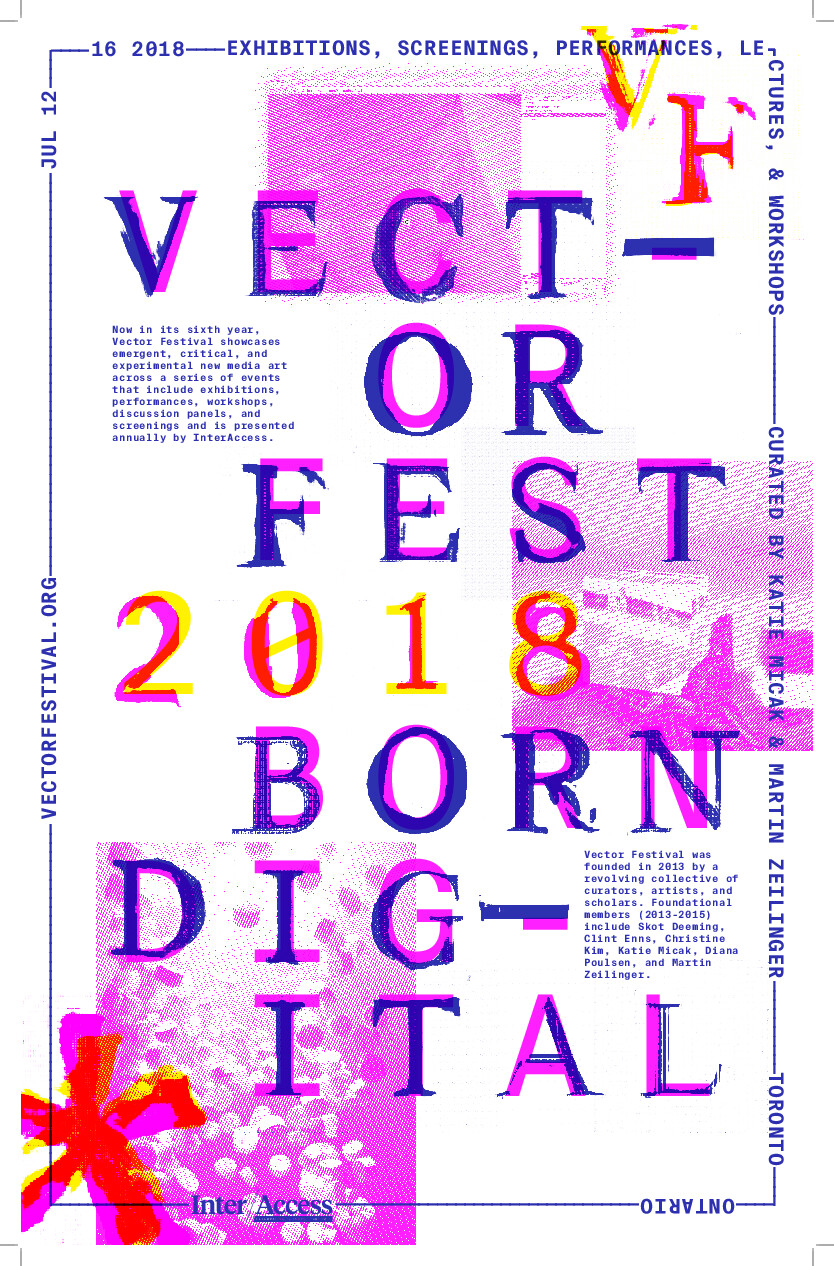 JUL 12
16 2018
EXHIBITIONS, SCREENINGS, PERFORMANCES, LE-
CTURES, & WORKSHOPS
VF
VECT-
OR
FEST
2018
BORN
DIG-
ITAL
Now in its sixth year,
Vector Festival showcases
emergent, critical, and
experimental new media art
across a series of events
that include exhibitions,
performances, workshops,
discussion panels, and
screenings and is presented
annually by InterAccess.
Vector Festival was
founded in 2013 by a
revolving collective of
curators, artists, and
scholars. Foundational
members (2013-2015)
include Skot Deeming,
Clint Enns, Christine
Kim, Katie Micak, Diana
Poulsen, and Martin
Zeilinger.
CURATED BY KATIE MICAK & MARTIN ZEILINGER
TORONTO
ONTARIO
InterAccess
VECTORFESTIVAL.ORG